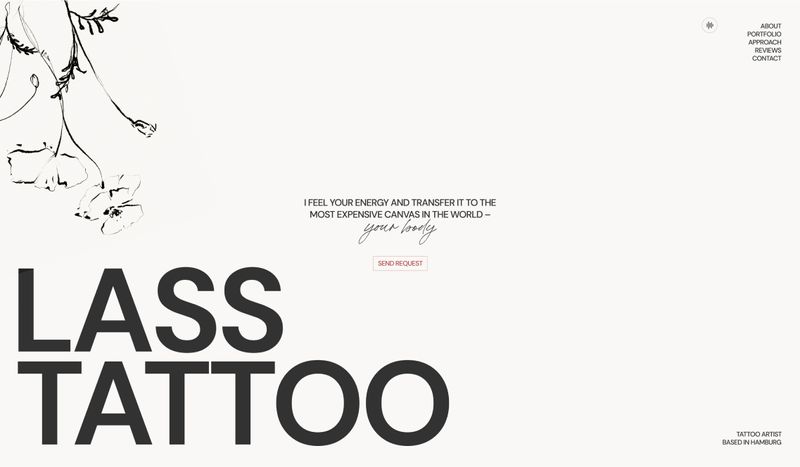 ABOUT
PORTFOLIO
APPROACH
REVIEWS
CONTACT
I FEEL YOUR ENERGY AND TRANSFER IT TO THE
MOST EXPENSIVE CANVAS IN THE WORLD –
your body
SEND REQUEST
LASS
TATTOO
TATTOO ARTIST
BASED IN HAMBURG